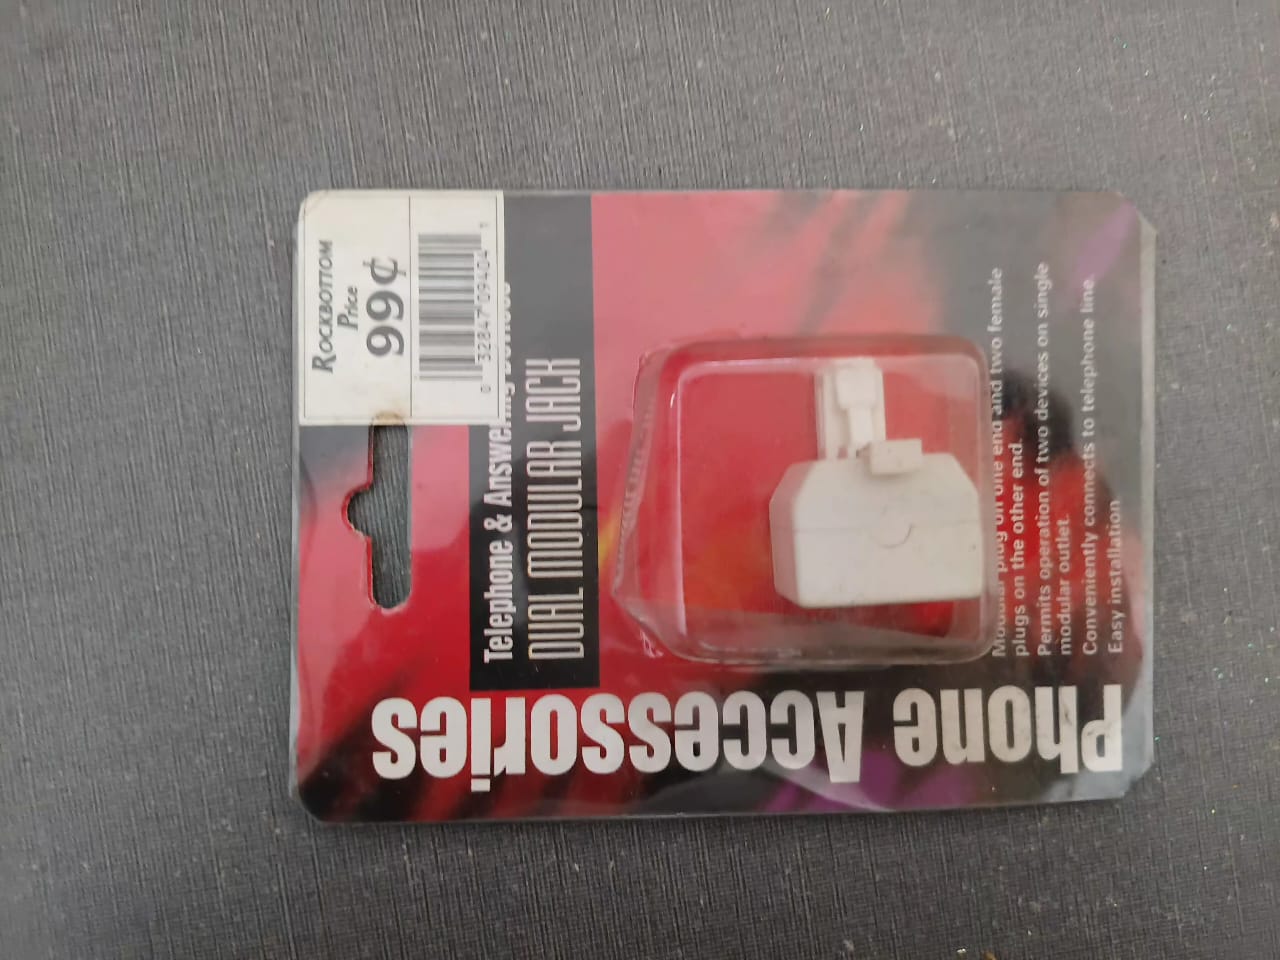 ROCKBOTTOM
Price
99¢
0 32847 09404 1
Telephone & Answering Devices
DUAL MODULAR JACK
Modular plug on one end and two female
plugs on the other end.
Permits operation of two devices on single
modular outlet.
Conveniently connects to telephone line.
Easy installation
Phone Accessories